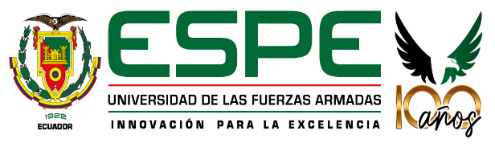 1922
ECUADOR
ESPE
UNIVERSIDAD DE LAS FUERZAS ARMADAS
INNOVACIÓN PARA LA EXCELENCIA
100
años